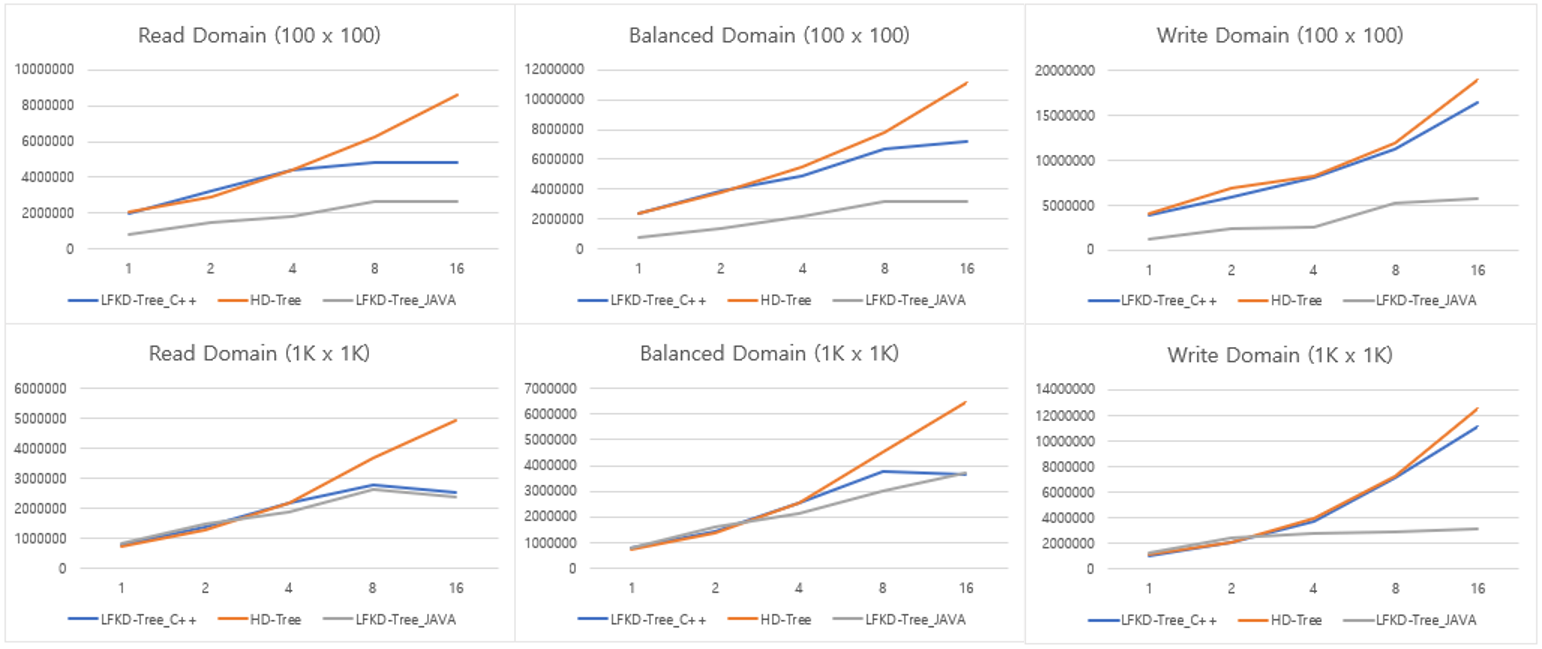 Read Domain (100 x 100)
10000000
8000000
6000000
4000000
2000000
0
1 2 4 8 16
LFKD-Tree_C++ HD-Tree LFKD-Tree_JAVA
Balanced Domain (100 x 100)
12000000
10000000
8000000
6000000
4000000
2000000
0
1 2 4 8 16
LFKD-Tree_C++ HD-Tree LFKD-Tree_JAVA
Write Domain (100 x 100)
20000000
15000000
10000000
5000000
0
1 2 4 8 16
LFKD-Tree_C++ HD-Tree LFKD-Tree_JAVA
Read Domain (1K x 1K)
6000000
5000000
4000000
3000000
2000000
1000000
0
1 2 4 8 16
LFKD-Tree_C++ HD-Tree LFKD-Tree_JAVA
Balanced Domain (1K x 1K)
7000000
6000000
5000000
4000000
3000000
2000000
1000000
0
1 2 4 8 16
LFKD-Tree_C++ HD-Tree LFKD-Tree_JAVA
Write Domain (1K x 1K)
14000000
12000000
10000000
8000000
6000000
4000000
2000000
0
1 2 4 8 16
LFKD-Tree_C++ HD-Tree LFKD-Tree_JAVA